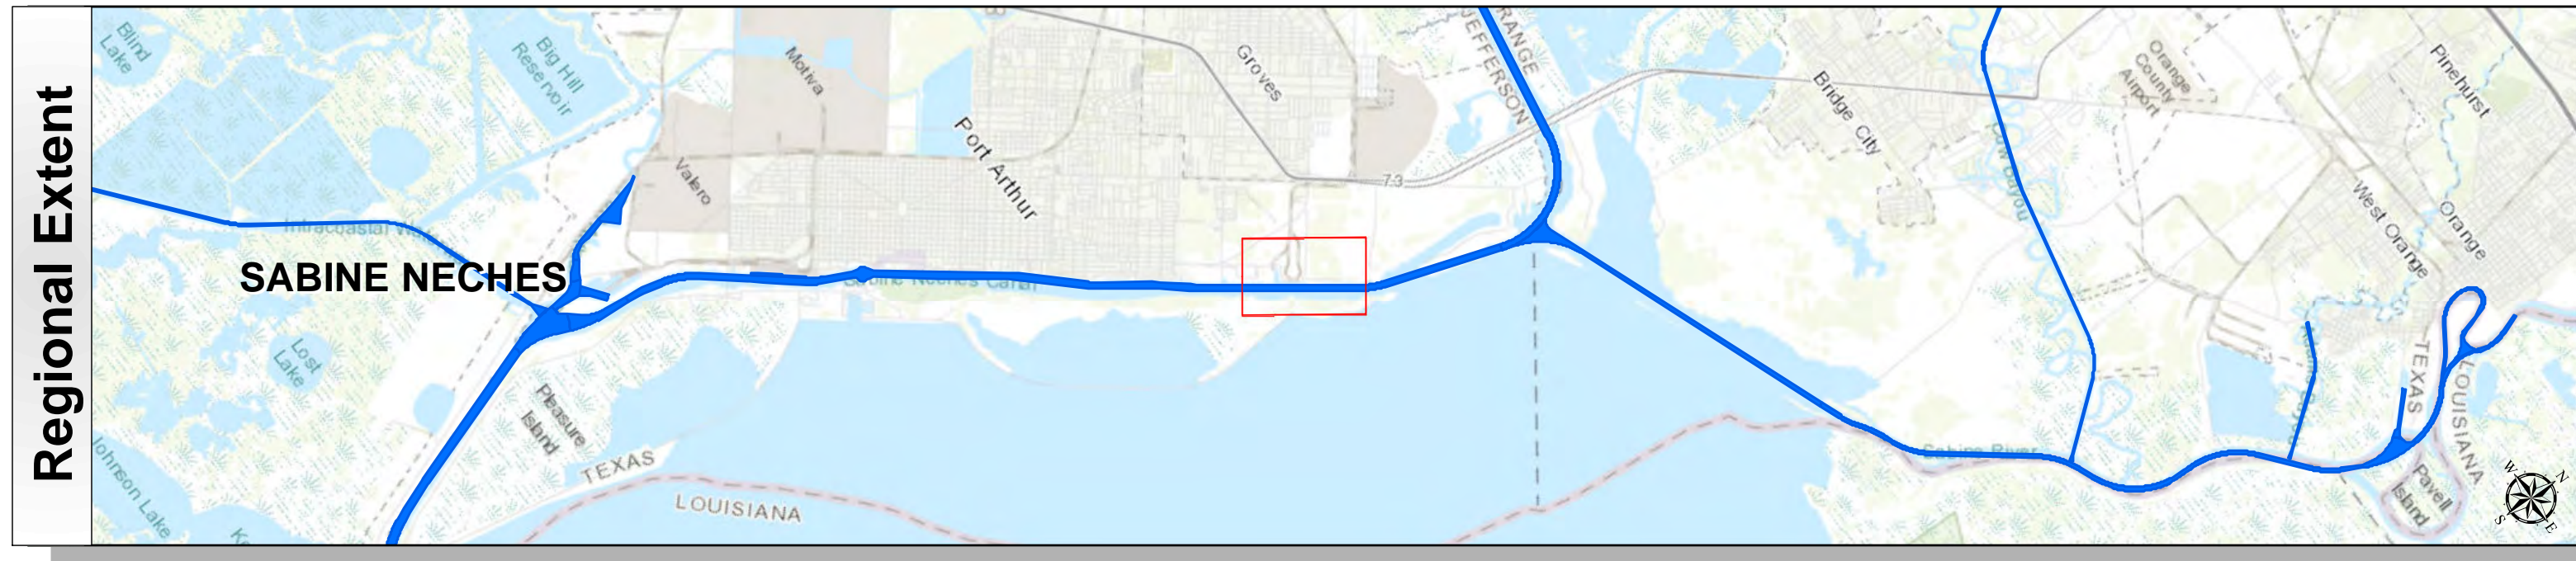 Regional Extent
Blind
Lake
Big Hill
Reservoir
Motiva
Valero
Port Arthur
Groves
ORANGE
JEFFERSON
73
Bridge City
Cow Bayou
Orange
County
Airport
Pinehurst
West Orange
Orange
Intracoastal
SABINE NECHES
Sabine Neches Canal
Lost
Lake
Pleasure
Island
Johnson Lake
TEXAS
LOUISIANA
Sabine River
TEXAS
LOUISIANA
Pavell
Island
W
N
S
E